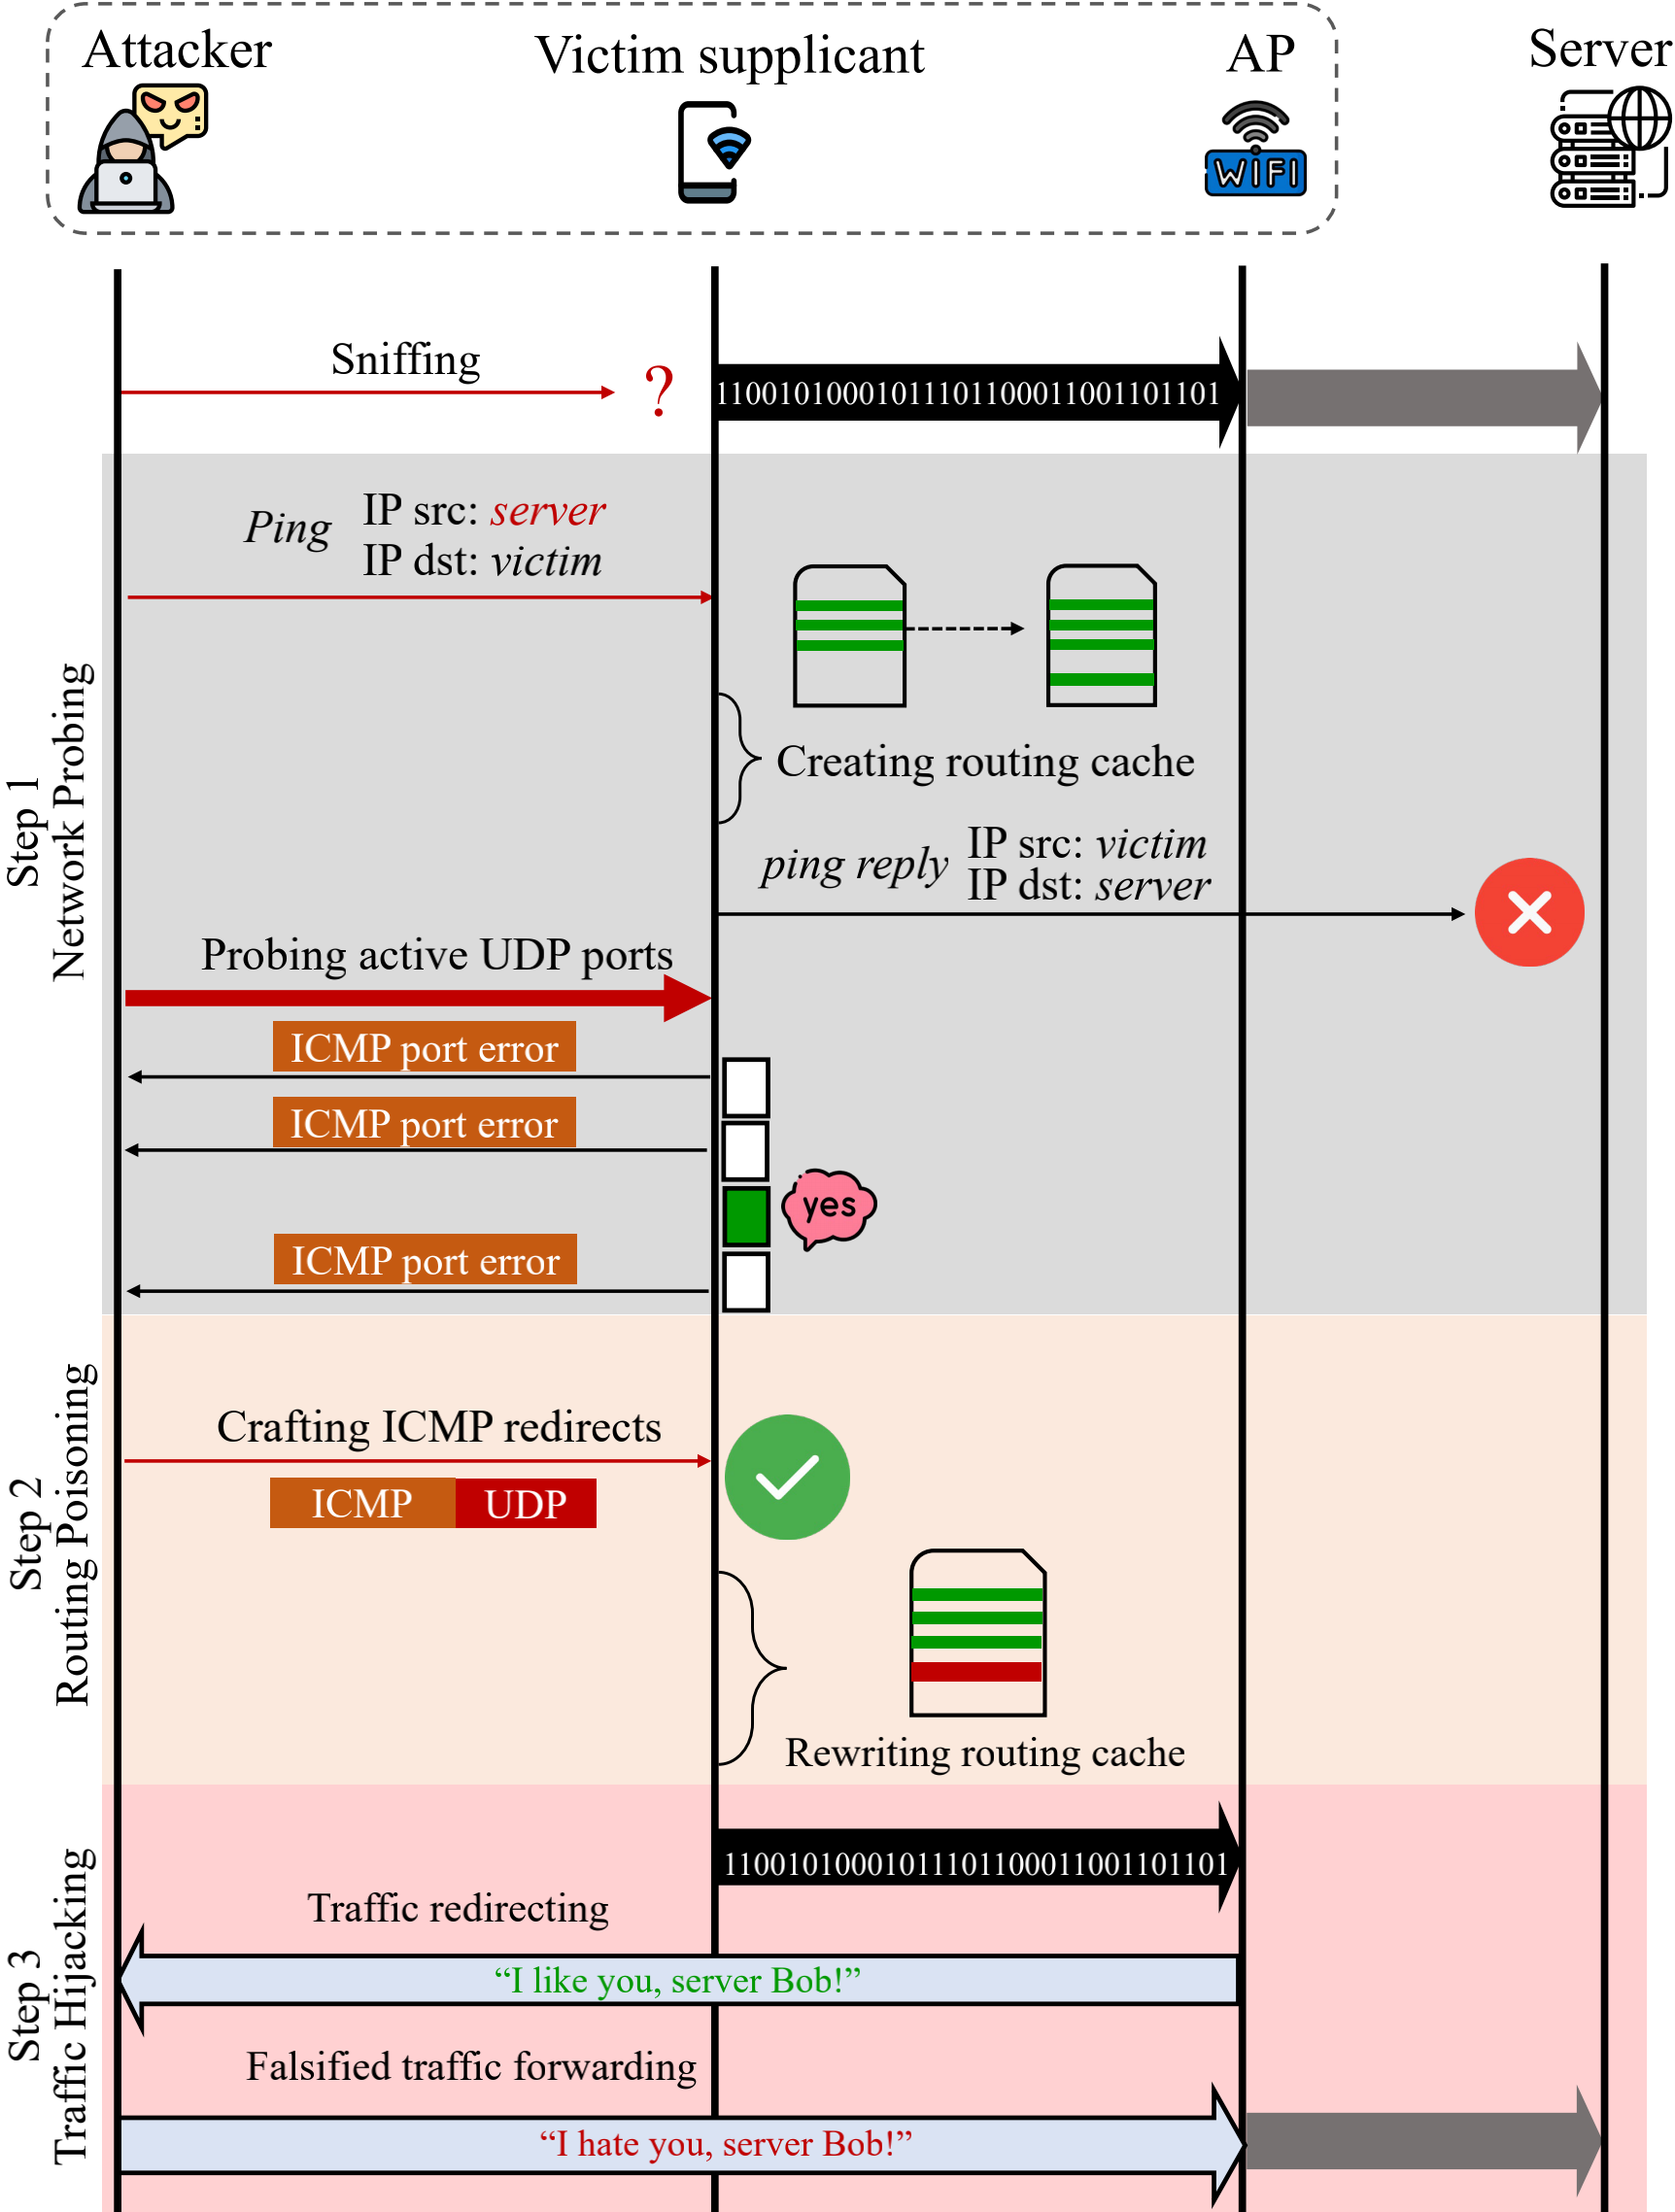 Attacker
Victim supplicant
AP
Server
WIFI
Sniffing
?
11001010001011101100011001101101
Step 1
Network Probing
Ping
IP src: server
IP dst: victim
Creating routing cache
ping reply
IP src: victim
IP dst: server
Probing active UDP ports
ICMP port error
ICMP port error
yes
ICMP port error
Step 2
Routing Poisoning
Crafting ICMP redirects
ICMP
UDP
Rewriting routing cache
Step 3
Traffic Hijacking
11001010001011101100011001101101
Traffic redirecting
“I like you, server Bob!”
Falsified traffic forwarding
“I hate you, server Bob!”